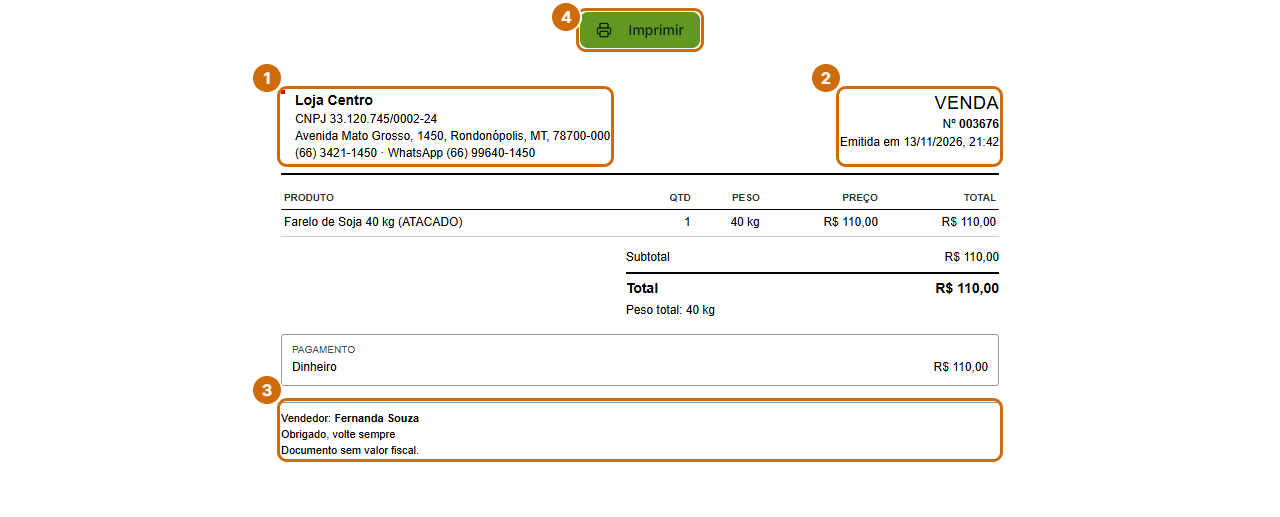 4
Imprimir
1
Loja Centro
CNPJ 33.120.745/0002-24
Avenida Mato Grosso, 1450, Rondonópolis, MT, 78700-000
(66) 3421-1450 · WhatsApp (66) 99640-1450
2
VENDA
Nº 003676
Emitida em 13/11/2026, 21:42
PRODUTO QTD PESO PREÇO TOTAL
Farelo de Soja 40 kg (ATACADO) 1 40 kg R$ 110,00 R$ 110,00
Subtotal R$ 110,00
Total R$ 110,00
Peso total: 40 kg
PAGAMENTO
Dinheiro R$ 110,00
3
Vendedor: Fernanda Souza
Obrigado, volte sempre
Documento sem valor fiscal.